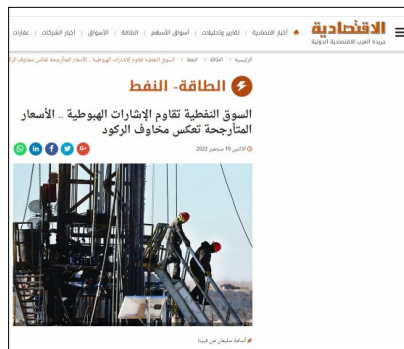 الاقتصادية
جريدة العرب الاقتصادية الدولية
أخبار اقتصادية | تقارير وتحليلات | أسواق الأسهم | الطاقة | الأسواق | أخبار الشركات | عقارات
الرئيسية > الطاقة > النفط > السوق النفطية تقاوم الإشارات الهبوطية .. الأسعار المتأرجحة تعكس مخاوف
الطاقة- النفط
السوق النفطية تقاوم الإشارات الهبوطية .. الأسعار
المتأرجحة تعكس مخاوف الركود
الاثنين 19 سبتمبر 2022
أسامة سليمان من فيينا